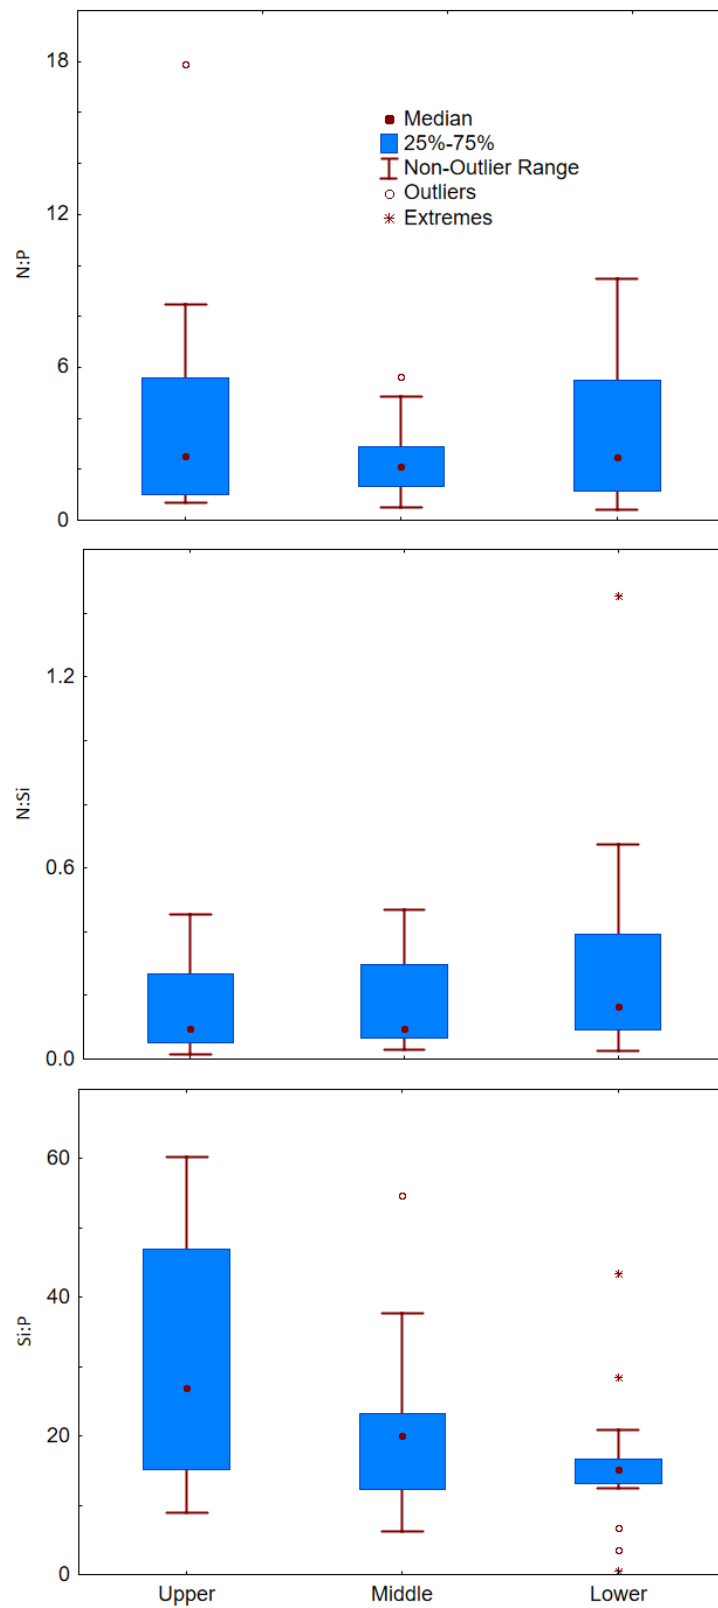 18
Median
25%-75%
Non-Outlier Range
Outliers
Extremes
12
N:P
6
0
1.2
N:Si
0.6
0.0
60
40
Si:P
20
0
Upper Middle Lower